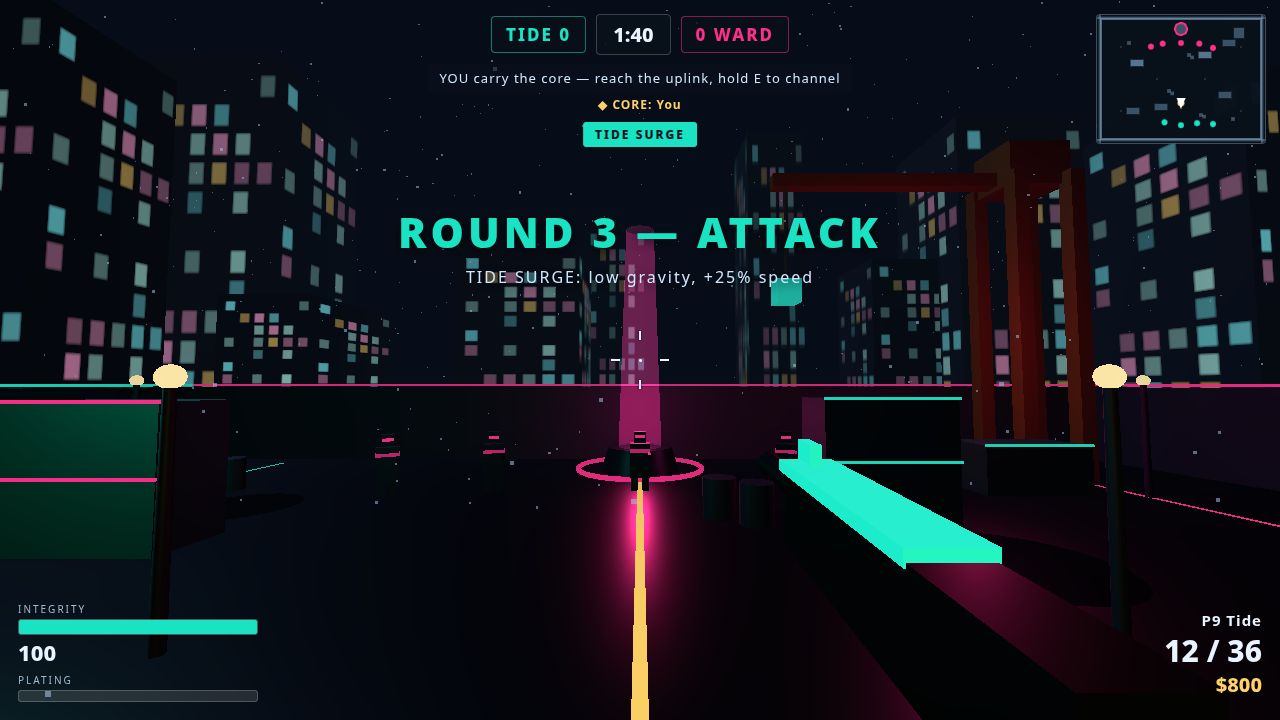 TIDE 0
1:40
0 WARD
YOU carry the core — reach the uplink, hold E to channel
◆ CORE: You
TIDE SURGE
ROUND 3 — ATTACK
TIDE SURGE: low gravity, +25% speed
INTEGRITY
100
PLATING
P9 Tide
12 / 36
$800